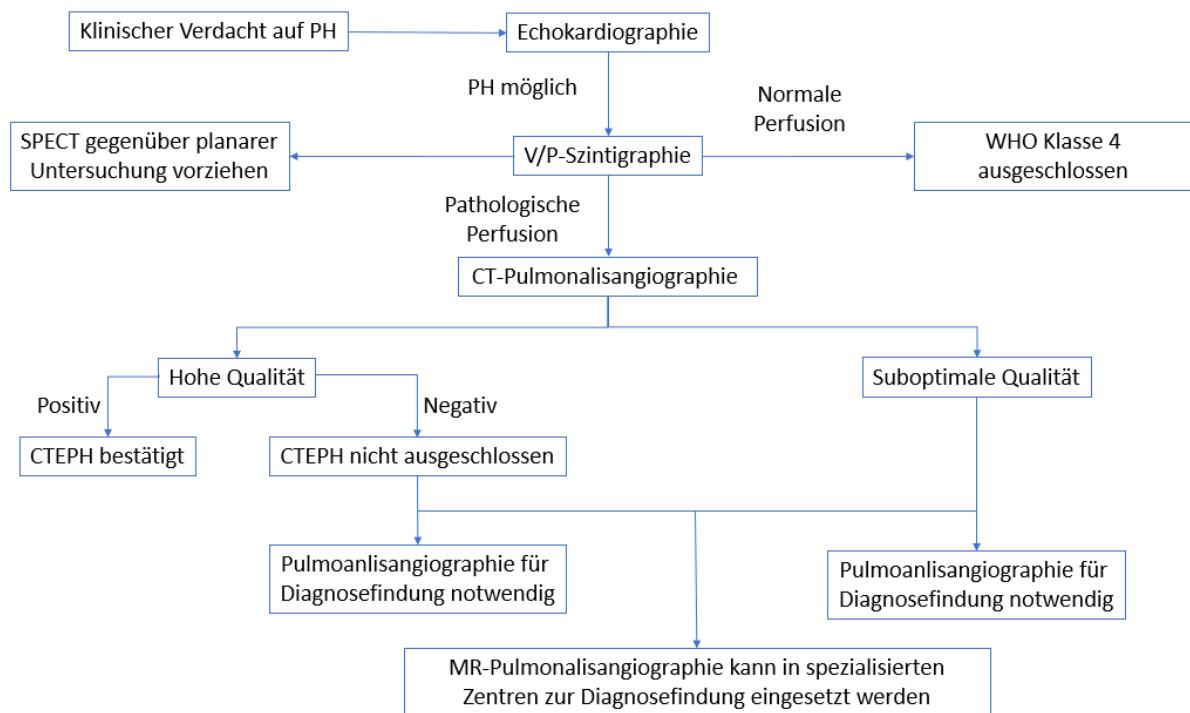 Klinischer Verdacht auf PH
Echokardiographie
PH möglich
Normale
Perfusion
SPECT gegenüber planarer
Untersuchung vorziehen
V/P-Szintigraphie
WHO Klasse 4
ausgeschlossen
Pathologische
Perfusion
CT-Pulmonalisangiographie
Hohe Qualität
Suboptimale Qualität
Positiv
Negativ
CTEPH bestätigt
CTEPH nicht ausgeschlossen
Pulmoanlisangiographie für
Diagnosefindung notwendig
Pulmoanlisangiographie für
Diagnosefindung notwendig
MR-Pulmonalisangiographie kann in spezialisierten
Zentren zur Diagnosefindung eingesetzt werden